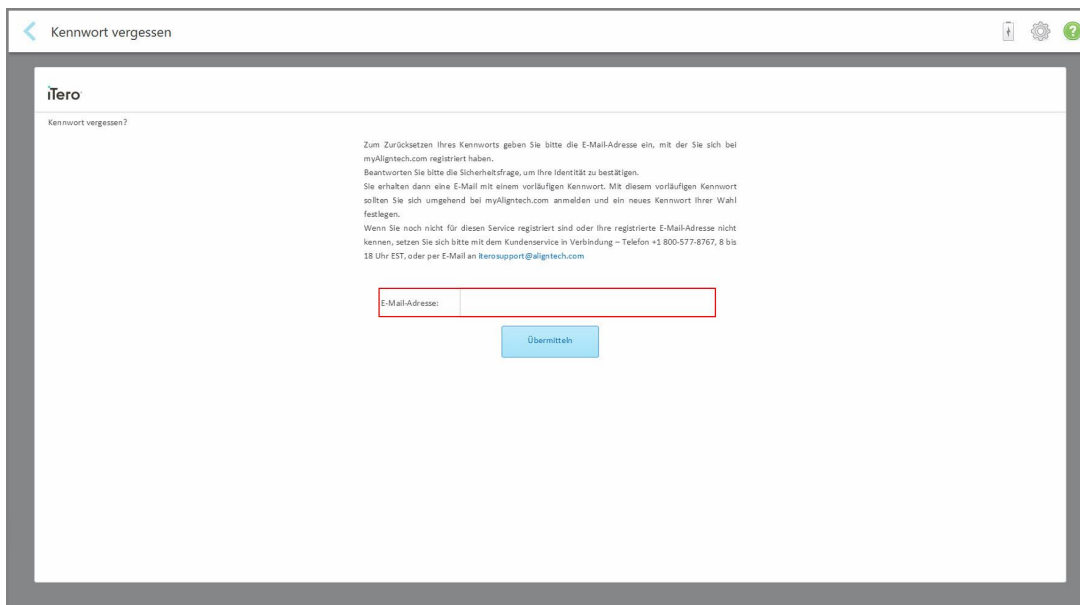 Kennwort vergessen
iTero
Kennwort vergessen?
Zum Zurücksetzen Ihres Kennworts geben Sie bitte die E-Mail-Adresse ein, mit der Sie sich bei
myAligntech.com registriert haben.
Beantworten Sie bitte die Sicherheitsfrage, um Ihre Identität zu bestätigen.
Sie erhalten dann eine E-Mail mit einem vorläufigen Kennwort. Mit diesem vorläufigen Kennwort
sollten Sie sich umgehend bei myAligntech.com anmelden und ein neues Kennwort Ihrer Wahl
festlegen.
Wenn Sie noch nicht für diesen Service registriert sind oder Ihre registrierte E-Mail-Adresse nicht
kennen, setzen Sie sich bitte mit dem Kundenservice in Verbindung – Telefon +1 800-577-8767, 8 bis
18 Uhr EST, oder per E-Mail an iterosupport@aligntech.com
E-Mail-Adresse:
Übermitteln